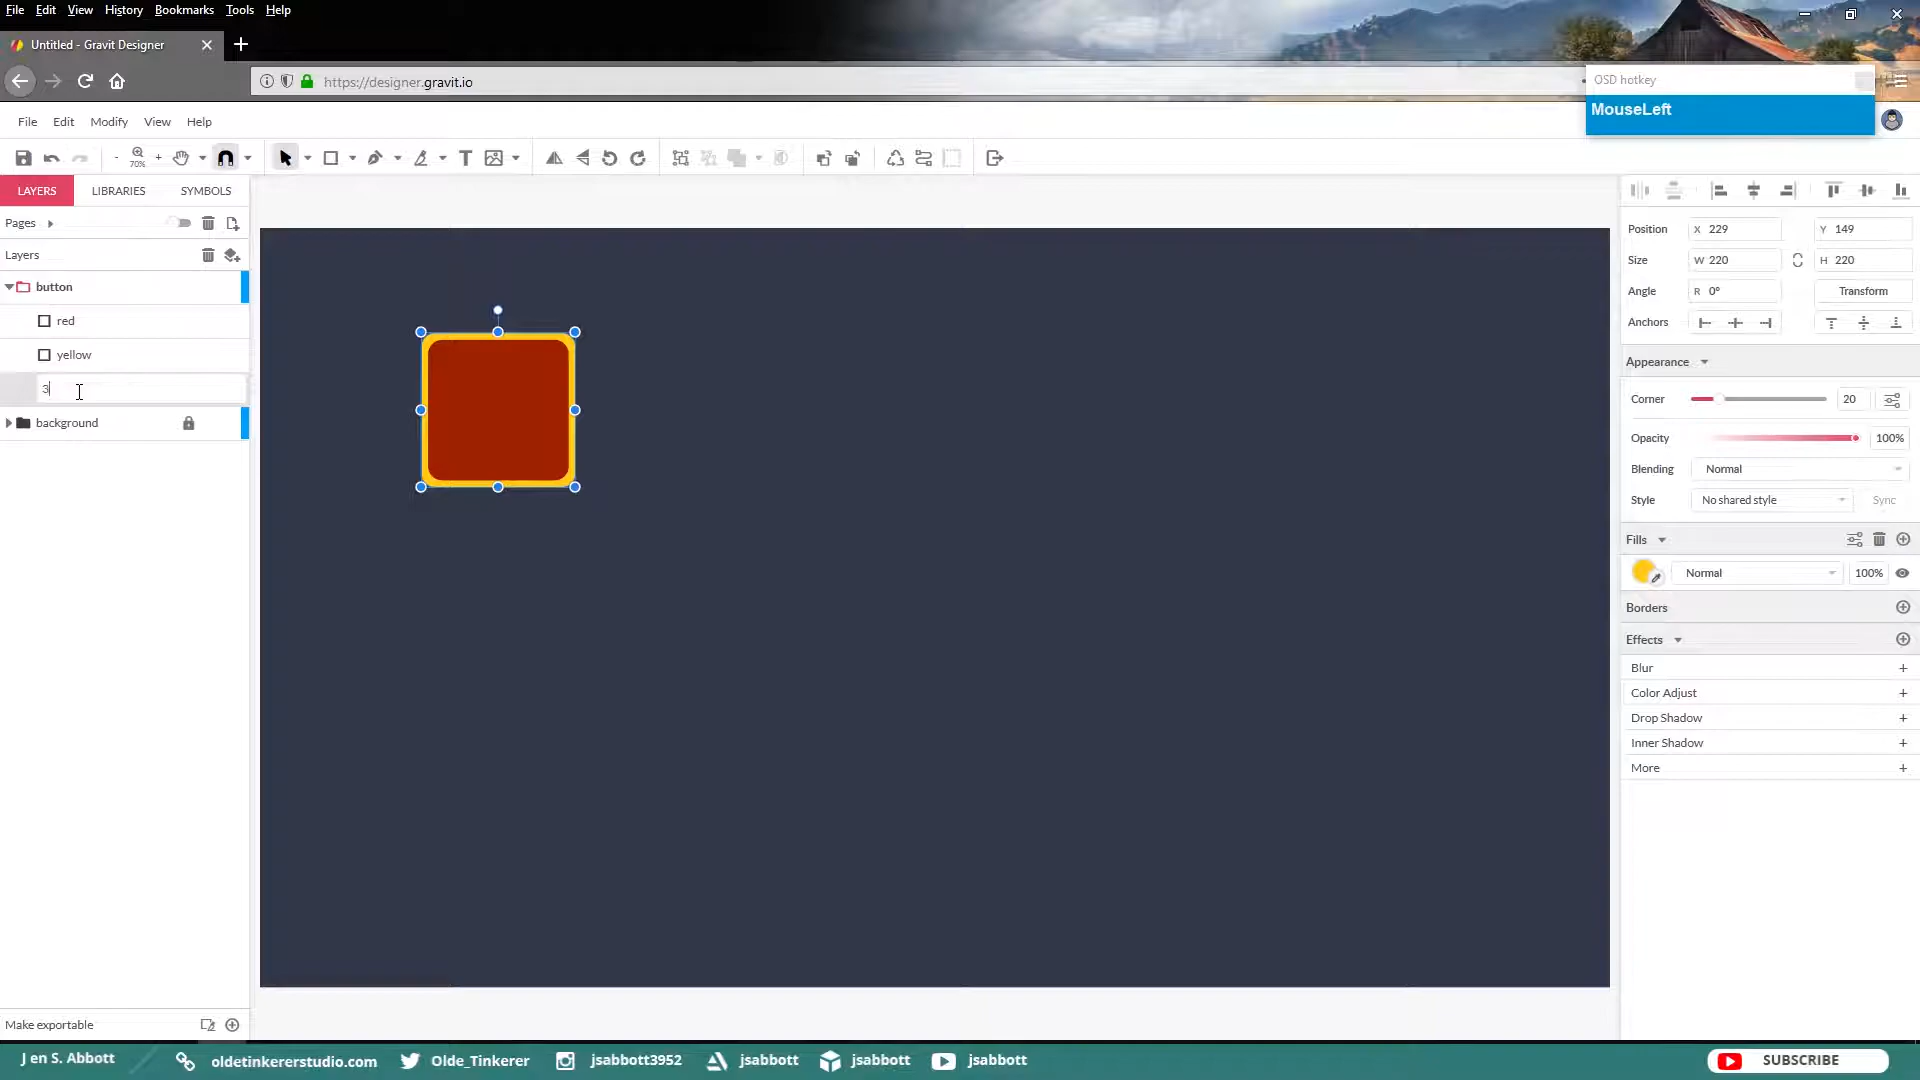 File Edit View History Bookmarks Tools Help
Untitled - Gravit Designer
https://designer.gravit.io
OSD hotkey
MouseLeft
File Edit Modify View Help
- 70% +
T
LAYERS LIBRARIES SYMBOLS
Pages
Layers
button
red
yellow
3
background
Make exportable
Position X 229 Y 149
Size W 220 H 220
Angle R 0° Transform
Anchors
Appearance
Corner 20
Opacity 100%
Blending Normal
Style No shared style Sync
Fills
Normal 100%
Borders
Effects
Blur +
Color Adjust +
Drop Shadow +
Inner Shadow +
More +
J en S. Abbott oldetinkererstudio.com Olde_Tinkerer jsabbott3952 jsabbott jsabbott jsabbott SUBSCRIBE